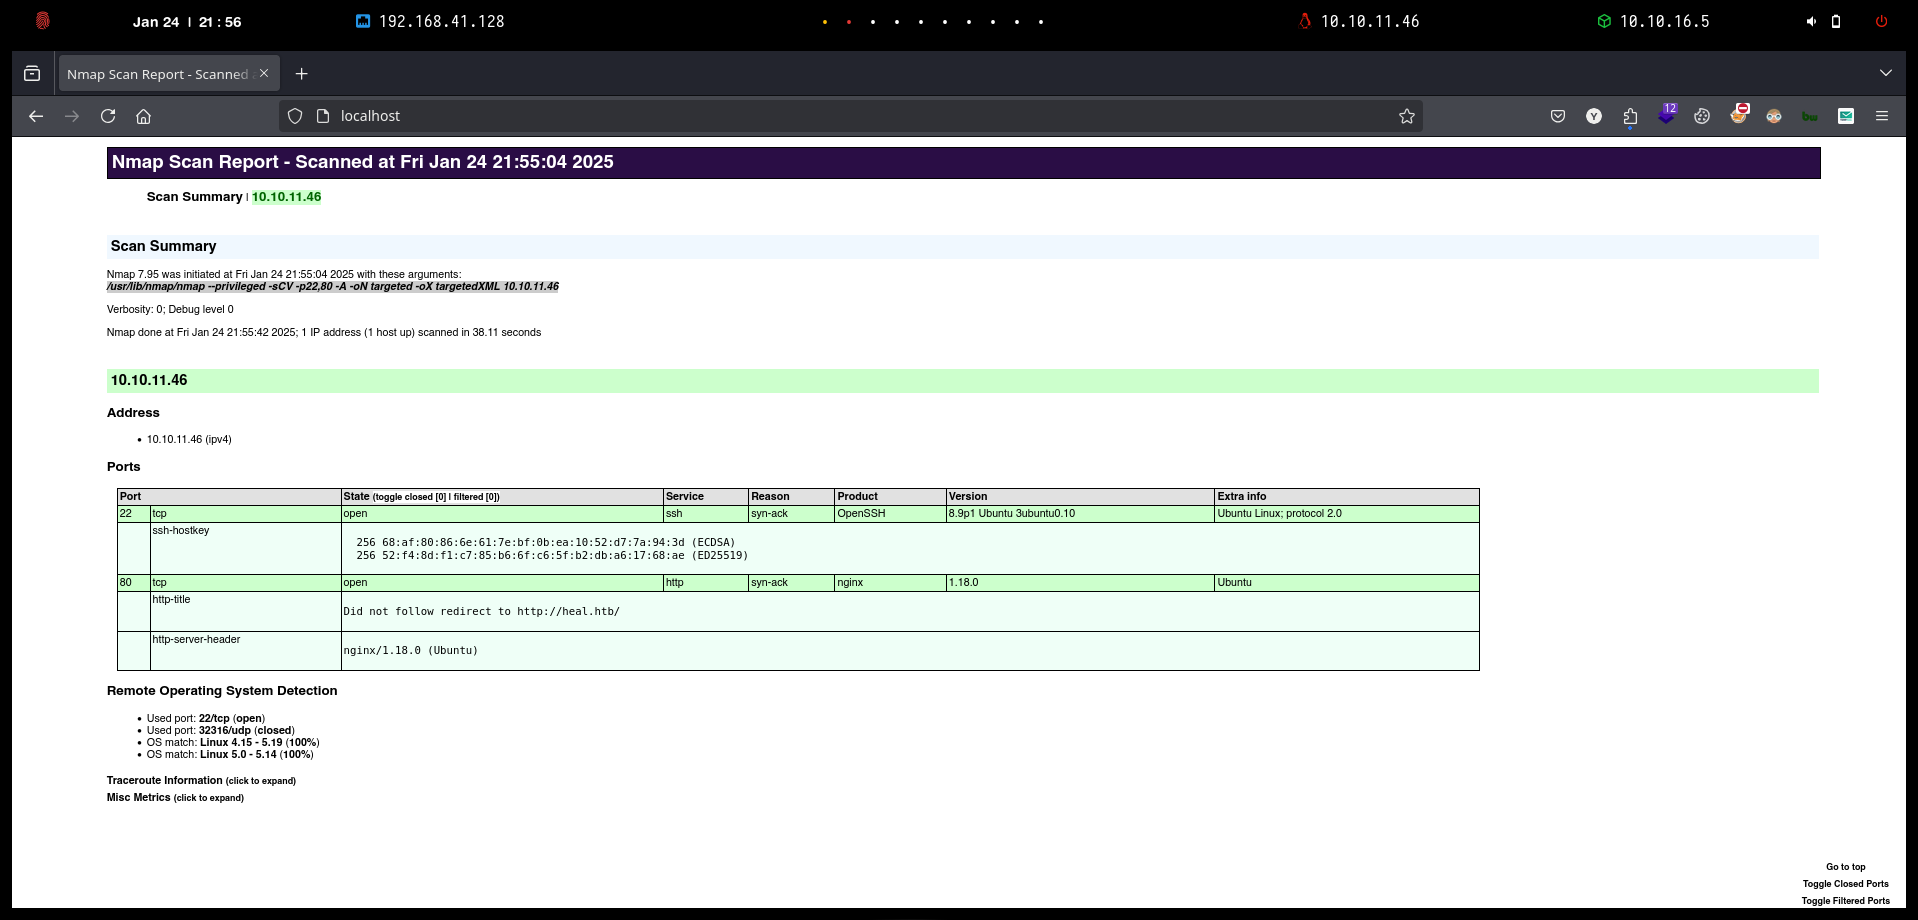 Jan 24 | 21:56 192.168.41.128 10.10.11.46 10.10.16.5
Nmap Scan Report - Scanned
localhost
12
Nmap Scan Report - Scanned at Fri Jan 24 21:55:04 2025
Scan Summary | 10.10.11.46
Scan Summary
Nmap 7.95 was initiated at Fri Jan 24 21:55:04 2025 with these arguments:
/usr/lib/nmap/nmap --privileged -sCV -p22,80 -A -oN targeted -oX targetedXML 10.10.11.46
Verbosity: 0; Debug level 0
Nmap done at Fri Jan 24 21:55:42 2025; 1 IP address (1 host up) scanned in 38.11 seconds
10.10.11.46
Address
• 10.10.11.46 (ipv4)
Ports
Port State (toggle closed [0] | filtered [0]) Service Reason Product Version Extra info
22 tcp open ssh syn-ack OpenSSH 8.9p1 Ubuntu 3ubuntu0.10 Ubuntu Linux; protocol 2.0
ssh-hostkey
256 68:af:80:86:6e:61:7e:bf:0b:ea:10:52:d7:7a:94:3d (ECDSA)
256 52:f4:8d:f1:c7:85:b6:6f:c6:5f:b2:db:a6:17:68:ae (ED25519)
80 tcp open http syn-ack nginx 1.18.0 Ubuntu
http-title
Did not follow redirect to http://heal.htb/
http-server-header
nginx/1.18.0 (Ubuntu)
Remote Operating System Detection
• Used port: 22/tcp (open)
• Used port: 32316/udp (closed)
• OS match: Linux 4.15 - 5.19 (100%)
• OS match: Linux 5.0 - 5.14 (100%)
Traceroute Information (click to expand)
Misc Metrics (click to expand)
Go to top
Toggle Closed Ports
Toggle Filtered Ports